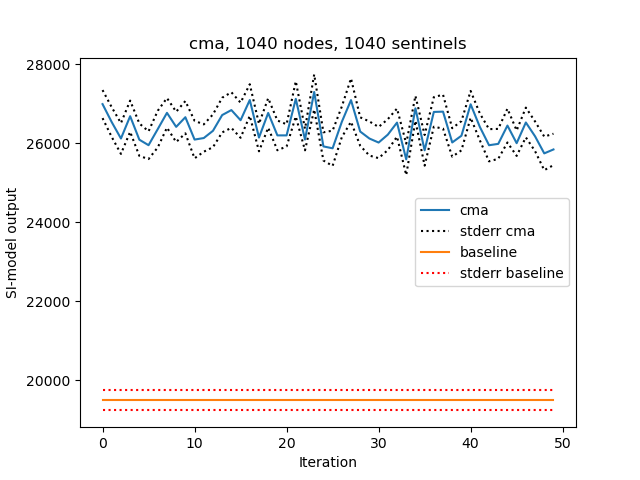 cma, 1040 nodes, 1040 sentinels
28000
26000
24000
22000
20000
SI-model output
cma
stderr cma
baseline
stderr baseline
0
10
20
30
40
50
Iteration